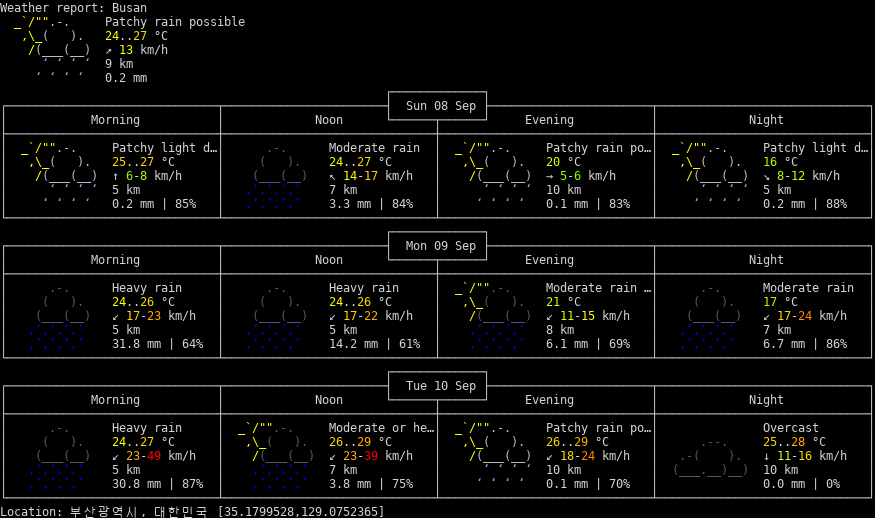 Weather report: Busan
Patchy rain possible
24..27 °C
↗ 13 km/h
9 km
0.2 mm
Sun 08 Sep
Morning Noon Evening Night
Patchy light d… Moderate rain Patchy rain po… Patchy light d…
25..27 °C 24..27 °C 20 °C 16 °C
↑ 6-8 km/h ↖ 14-17 km/h → 5-6 km/h ↘ 8-12 km/h
5 km 7 km 10 km 5 km
0.2 mm | 85% 3.3 mm | 84% 0.1 mm | 83% 0.2 mm | 88%
Mon 09 Sep
Morning Noon Evening Night
Heavy rain Heavy rain Moderate rain … Moderate rain
24..26 °C 24..26 °C 21 °C 17 °C
↙ 17-23 km/h ↙ 17-22 km/h ↙ 11-15 km/h ↙ 17-24 km/h
5 km 5 km 8 km 7 km
31.8 mm | 64% 14.2 mm | 61% 6.1 mm | 69% 6.7 mm | 86%
Tue 10 Sep
Morning Noon Evening Night
Heavy rain Moderate or he… Patchy rain po… Overcast
24..27 °C 26..29 °C 26..29 °C 25..28 °C
↙ 23-49 km/h ↙ 23-39 km/h ↙ 18-24 km/h ↓ 11-16 km/h
5 km 7 km 10 km 10 km
30.8 mm | 87% 3.8 mm | 75% 0.1 mm | 70% 0.0 mm | 0%
Location: 부산광역시, 대한민국 [35.1799528,129.0752365]